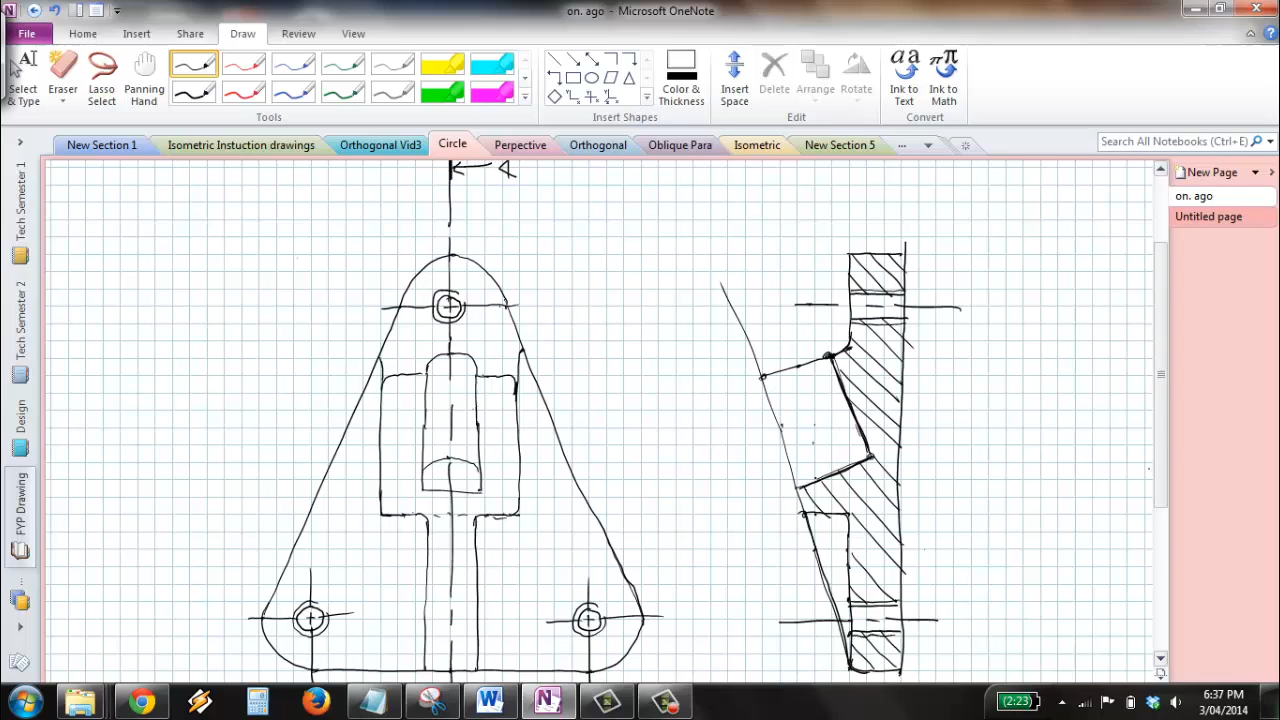 on. ago - Microsoft OneNote
File Home Insert Share Draw Review View
Select & Type Eraser Lasso Select Panning Hand Color & Thickness Insert Space Delete Arrange Rotate Ink to Text Ink to Math
Tools Insert Shapes Edit Convert
New Section 1 Isometric Instuction drawings Orthogonal Vid3 Circle Perspective Orthogonal Oblique Para Isometric New Section 5 ... Search All Notebooks (Ctrl+E)
New Page
on. ago
Untitled page
Tech Semester 1
Tech Semester 2
Design
FYP Drawing
A
(2:23)
6:37 PM
3/04/2014